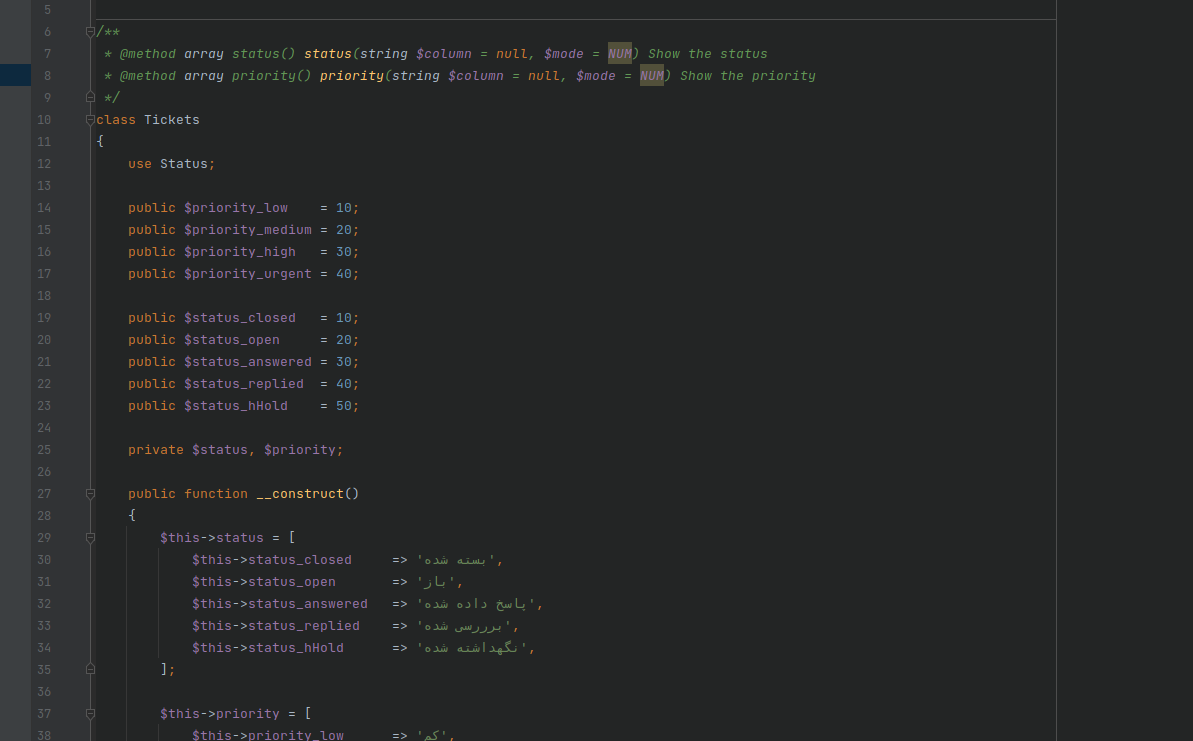 5
6 /**
7  * @method array status() status(string $column = null, $mode = NUM) Show the status
8  * @method array priority() priority(string $column = null, $mode = NUM) Show the priority
9  */
10 class Tickets
11 {
12     use Status;
13
14     public $priority_low    = 10;
15     public $priority_medium = 20;
16     public $priority_high   = 30;
17     public $priority_urgent = 40;
18
19     public $status_closed   = 10;
20     public $status_open     = 20;
21     public $status_answered = 30;
22     public $status_replied  = 40;
23     public $status_hHold    = 50;
24
25     private $status, $priority;
26
27     public function __construct()
28     {
29         $this->status = [
30             $this->status_closed     => 'بسته شده',
31             $this->status_open       => 'باز',
32             $this->status_answered   => 'پاسخ داده شده',
33             $this->status_replied    => 'برررسی شده',
34             $this->status_hHold      => 'نگهداشته شده',
35         ];
36
37         $this->priority = [
38             $this->priority_low      => 'کم',